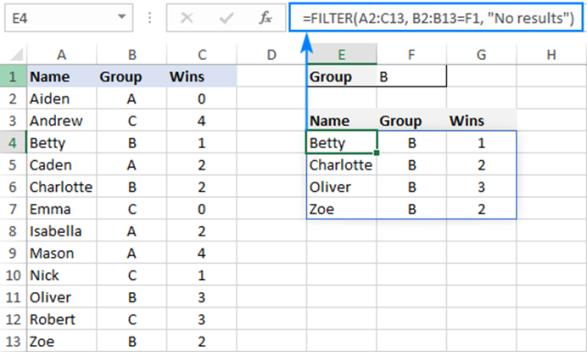 E4 fx =FILTER(A2:C13, B2:B13=F1, "No results")
A B C D E F G H
1 Name Group Wins Group B
2 Aiden A 0
3 Andrew C 4 Name Group Wins
4 Betty B 1 Betty B 1
5 Caden A 2 Charlotte B 2
6 Charlotte B 2 Oliver B 3
7 Emma C 0 Zoe B 2
8 Isabella A 2
9 Mason A 4
10 Nick C 1
11 Oliver B 3
12 Robert C 3
13 Zoe B 2